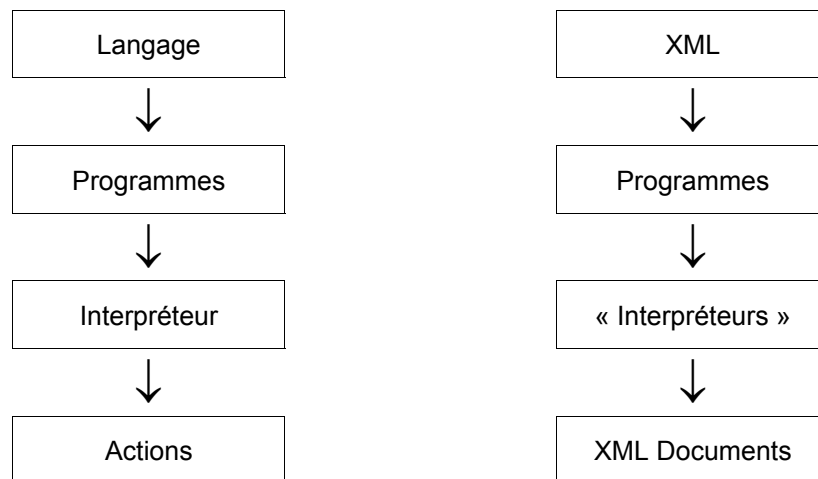 Langage
XML
Programmes
Programmes
Interpréteur
« Interpréteurs »
Actions
XML Documents